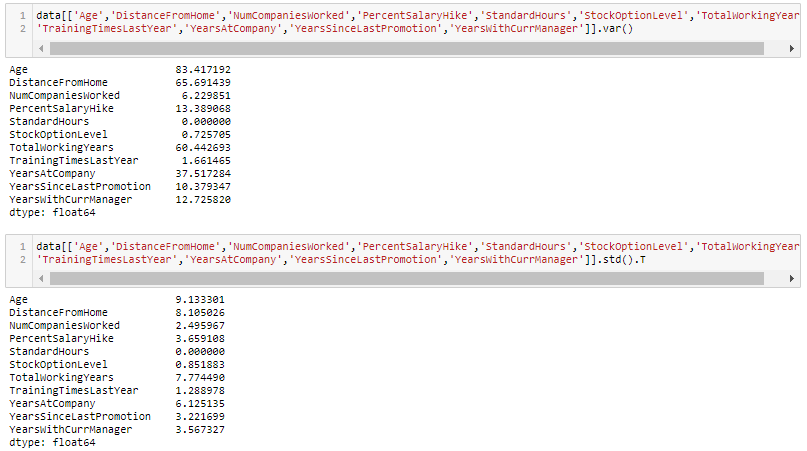 1 data[['Age','DistanceFromHome','NumCompaniesWorked','PercentSalaryHike','StandardHours','StockOptionLevel','TotalWorkingYear
2 'TrainingTimesLastYear','YearsAtCompany','YearsSinceLastPromotion','YearsWithCurrManager']].var()
Age 83.417192
DistanceFromHome 65.691439
NumCompaniesWorked 6.229851
PercentSalaryHike 13.389068
StandardHours 0.000000
StockOptionLevel 0.725705
TotalWorkingYears 60.442693
TrainingTimesLastYear 1.661465
YearsAtCompany 37.517284
YearsSinceLastPromotion 10.379347
YearsWithCurrManager 12.725820
dtype: float64
1 data[['Age','DistanceFromHome','NumCompaniesWorked','PercentSalaryHike','StandardHours','StockOptionLevel','TotalWorkingYear
2 'TrainingTimesLastYear','YearsAtCompany','YearsSinceLastPromotion','YearsWithCurrManager']].std().T
Age 9.133301
DistanceFromHome 8.105026
NumCompaniesWorked 2.495967
PercentSalaryHike 3.659108
StandardHours 0.000000
StockOptionLevel 0.851883
TotalWorkingYears 7.774490
TrainingTimesLastYear 1.288978
YearsAtCompany 6.125135
YearsSinceLastPromotion 3.221699
YearsWithCurrManager 3.567327
dtype: float64